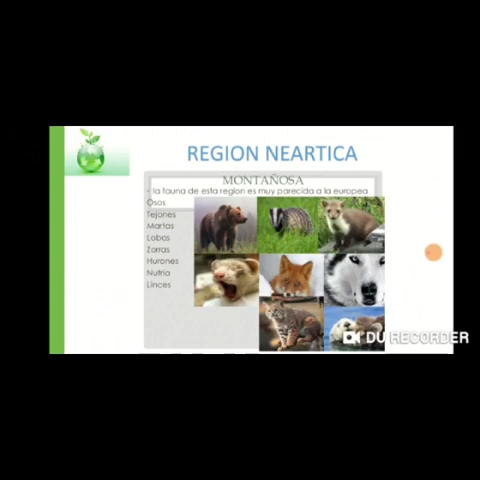 REGION NEARTICA
MONTAÑOSA
- la fauna de esta region es muy parecida a la europea
Osos
Tejones
Martas
Lobos
Zorras
Hurones
Nutria
Linces
DU RECORDER